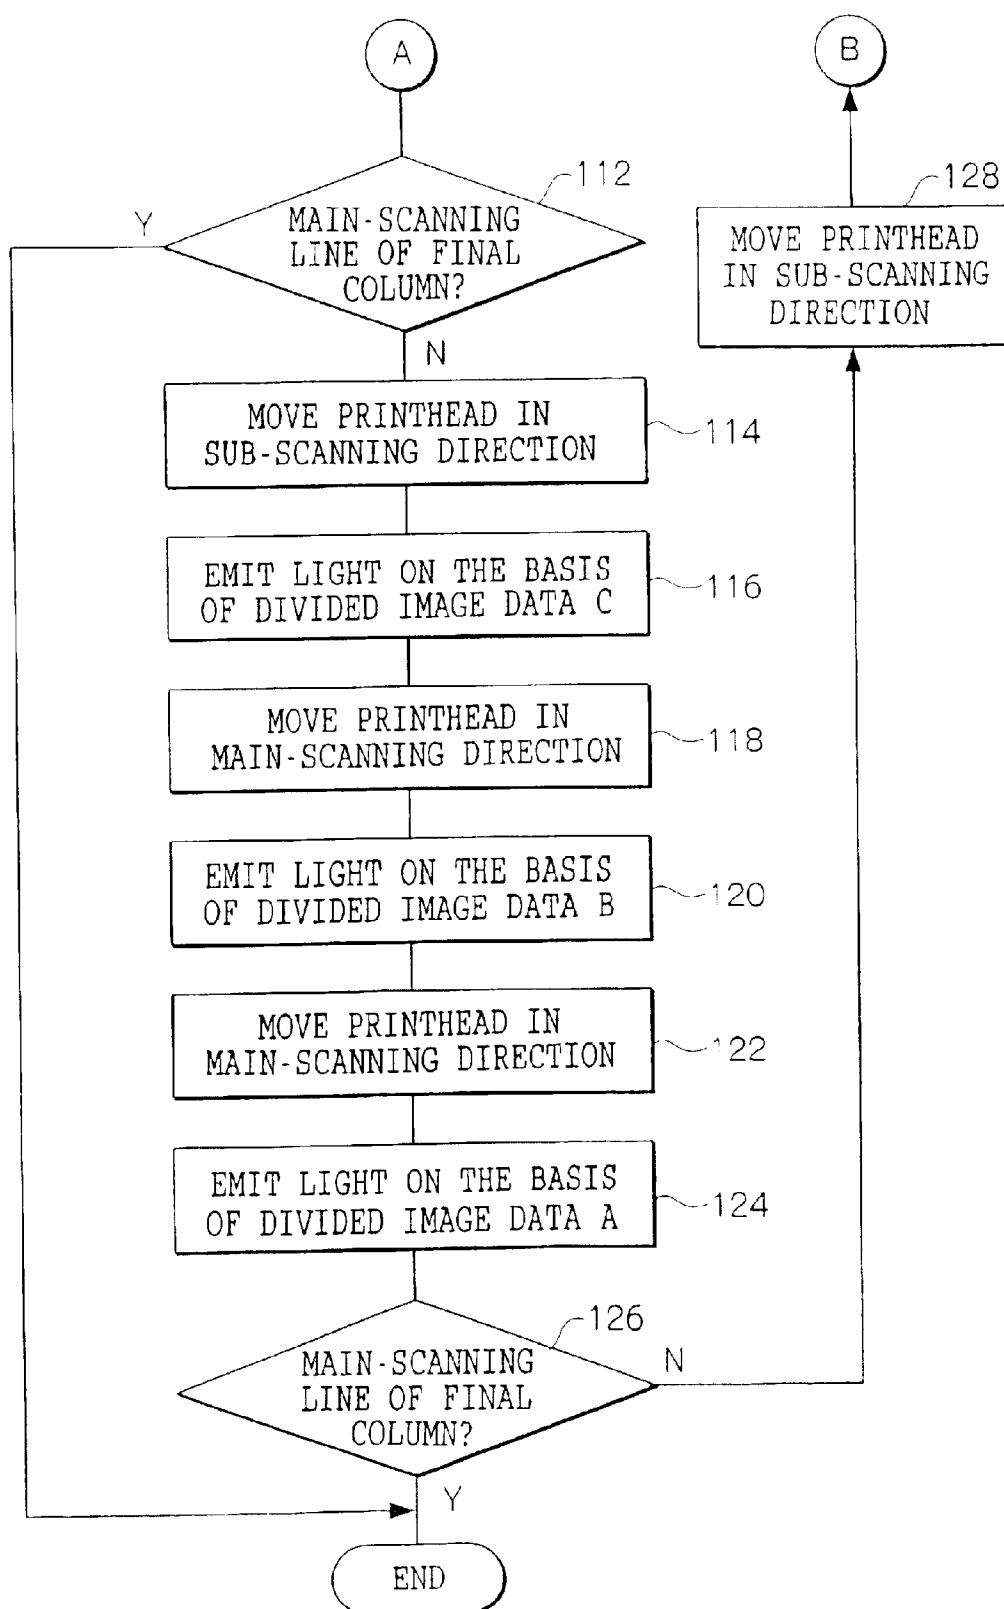 A
B
112
Y
MAIN-SCANNING
LINE OF FINAL
COLUMN?
N
128
MOVE PRINTHEAD
IN SUB-SCANNING
DIRECTION
MOVE PRINTHEAD IN
SUB-SCANNING DIRECTION
114
EMIT LIGHT ON THE BASIS
OF DIVIDED IMAGE DATA C
116
MOVE PRINTHEAD IN
MAIN-SCANNING DIRECTION
118
EMIT LIGHT ON THE BASIS
OF DIVIDED IMAGE DATA B
120
MOVE PRINTHEAD IN
MAIN-SCANNING DIRECTION
122
EMIT LIGHT ON THE BASIS
OF DIVIDED IMAGE DATA A
124
126
MAIN-SCANNING
LINE OF FINAL
COLUMN?
N
Y
END